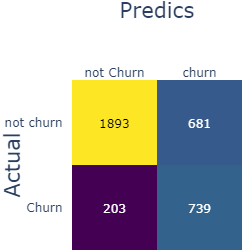 Predics
not Churn churn
Actual
not churn 1893 681
Churn 203 739